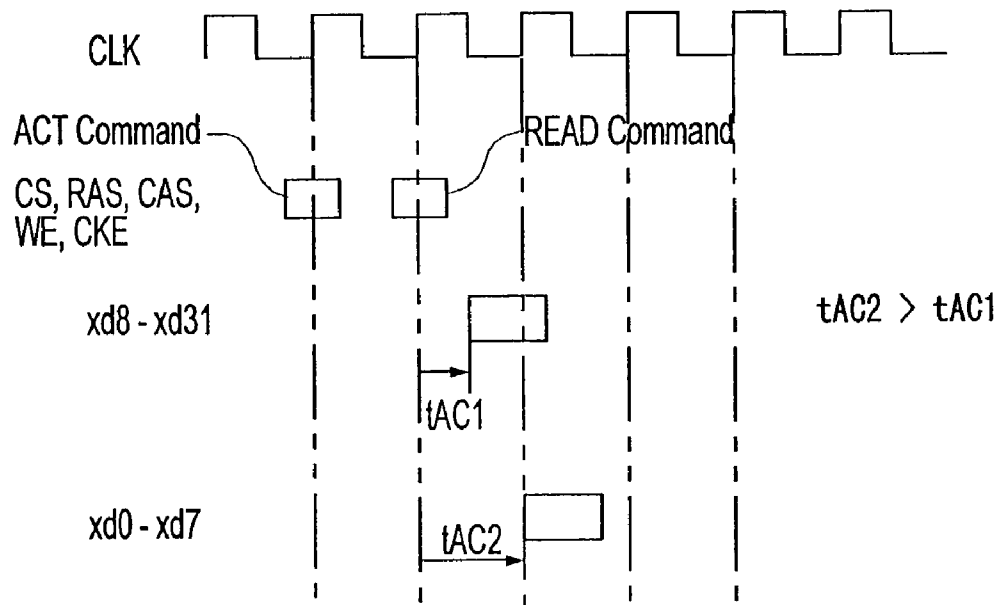 CLK
ACT Command
READ Command
CS, RAS, CAS,
WE, CKE
xd8 - xd31
tAC2 > tAC1
tAC1
xd0 - xd7
tAC2